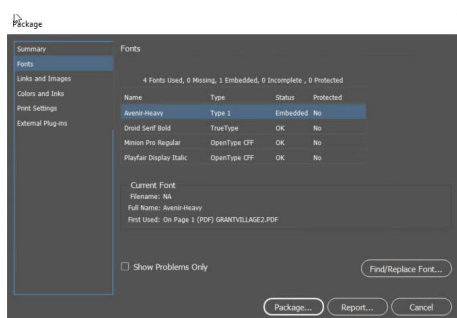 Package
Summary
Fonts
Links and Images
Colors and Inks
Print Settings
External Plug-ins
Fonts
4 Fonts Used, 0 Missing, 1 Embedded, 0 Incomplete , 0 Protected
Name Type Status Protected
Avenir-Heavy Type 1 Embedded No
Droid Serif Bold TrueType OK No
Minion Pro Regular OpenType CFF OK No
Playfair Display Italic OpenType CFF OK No
Current Font
Filename: NA
Full Name: Avenir-Heavy
First Used: On Page 1 (PDF) GRANTVILLAGE2.PDF
Show Problems Only
Find/Replace Font...
Package... Report... Cancel